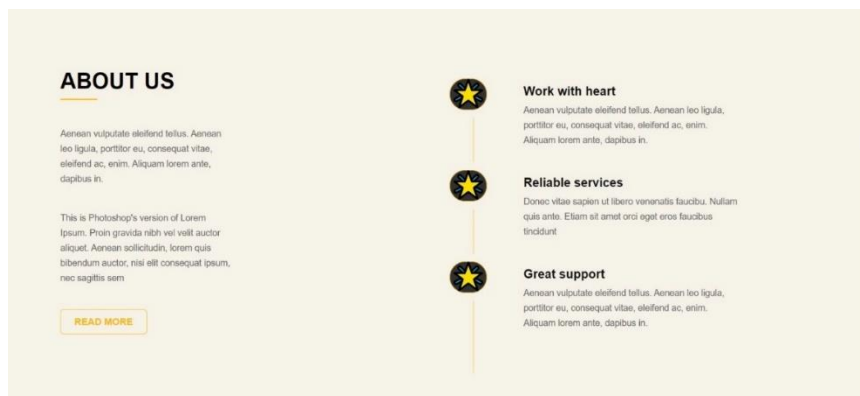 ABOUT US
Aenean vulputate eleifend tellus. Aenean
leo ligula, porttitor eu, consequat vitae,
eleifend ac, enim. Aliquam lorem ante,
dapibus in.
This is Photoshop's version of Lorem
Ipsum. Proin gravida nibh vel velit auctor
aliquet. Aenean sollicitudin, lorem quis
bibendum auctor, nisi elit consequat ipsum,
nec sagittis sem
READ MORE
Work with heart
Aenean vulputate eleifend tellus. Aenean leo ligula,
porttitor eu, consequat vitae, eleifend ac, enim.
Aliquam lorem ante, dapibus in.
Reliable services
Donec vitae sapien ut libero venenatis faucibu. Nullam
quis ante. Etiam sit amet orci eget eros faucibus
tincidunt
Great support
Aenean vulputate eleifend tellus. Aenean leo ligula,
porttitor eu, consequat vitae, eleifend ac, enim.
Aliquam lorem ante, dapibus in.